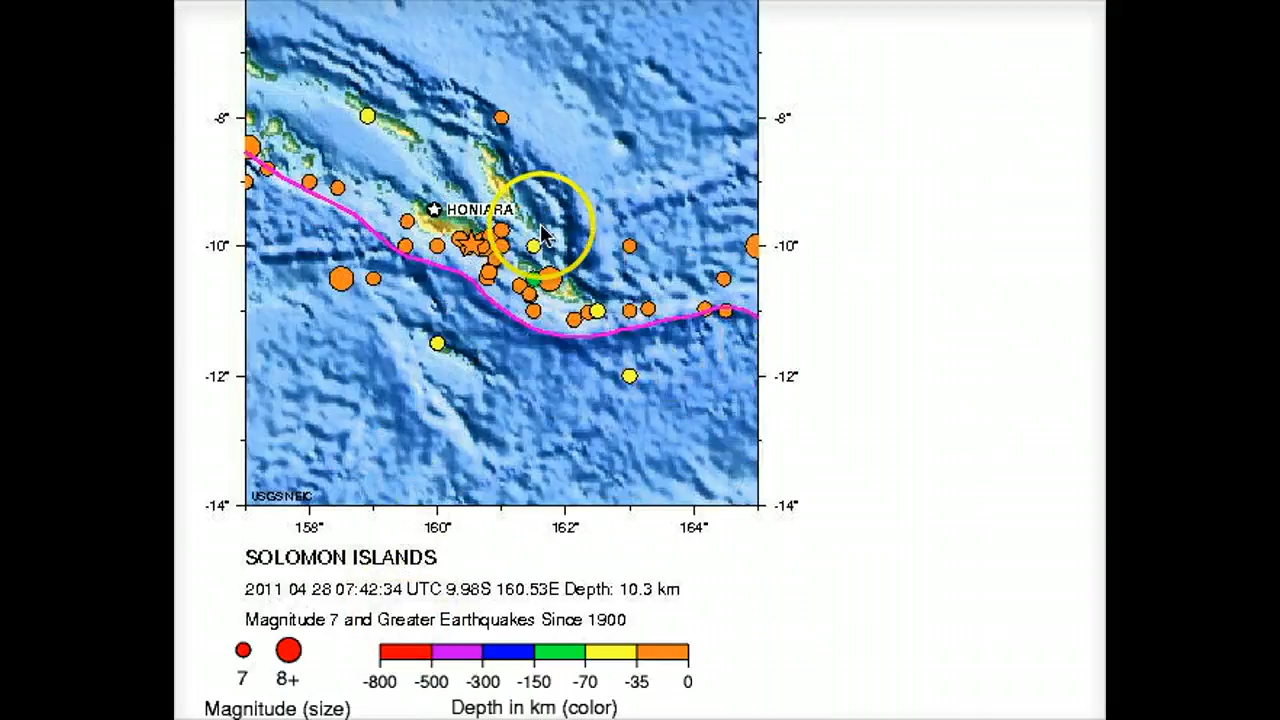 -8° -8°
HONIARA
-10° -10°
-12° -12°
USGS NEIC
-14° -14°
158° 160° 162° 164°
SOLOMON ISLANDS
2011 04 28 07:42:34 UTC 9.98S 160.53E Depth: 10.3 km
Magnitude 7 and Greater Earthquakes Since 1900
7 8+ -800 -500 -300 -150 -70 -35 0
Magnitude (size) Depth in km (color)